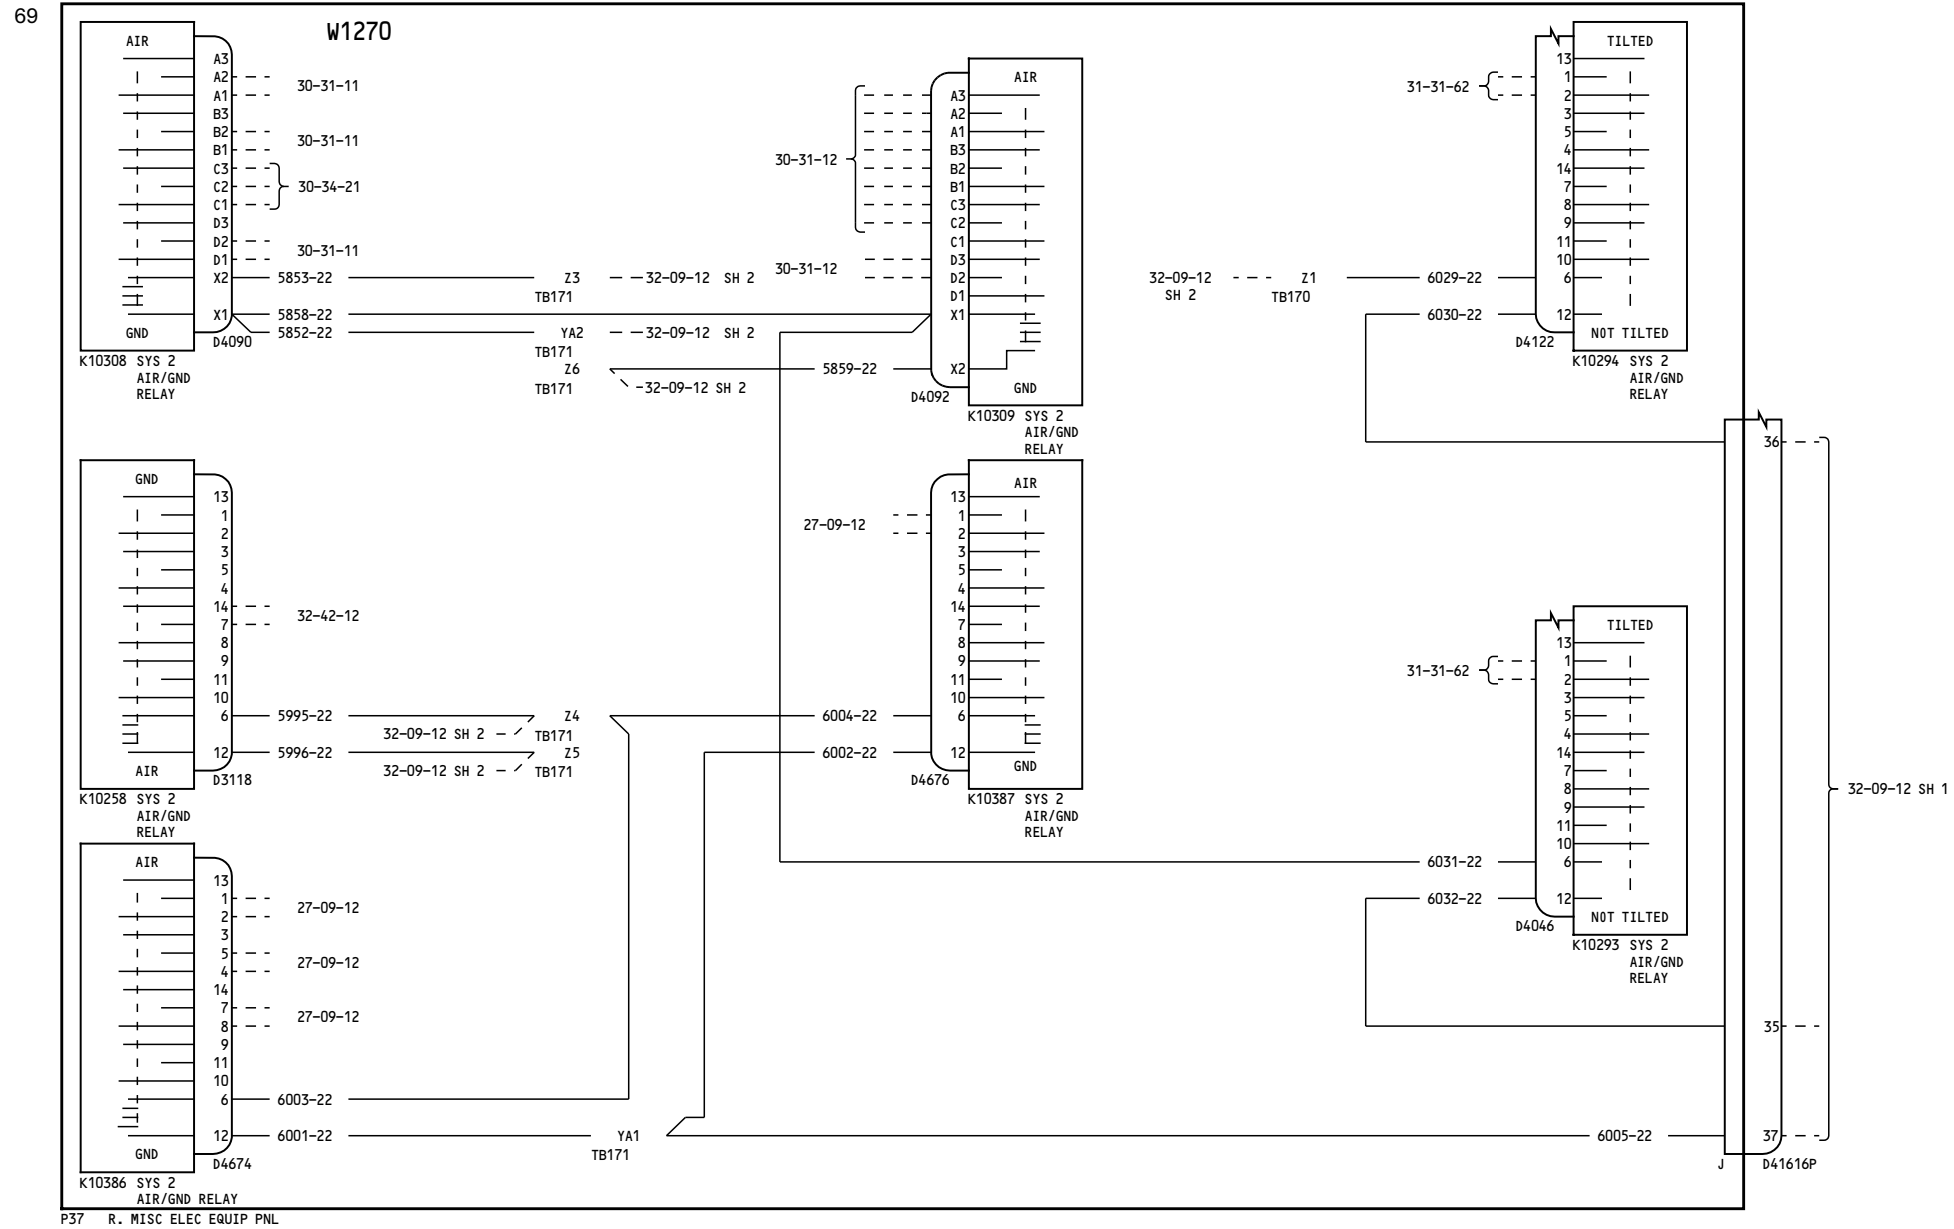 69
W1270
AIR
A3
A2
A1
B3
B2
B1
C3
C2
C1
D3
D2
D1
X2
X1
GND
D4090
K10308 SYS 2
AIR/GND
RELAY
30-31-11
30-31-11
30-34-21
30-31-11
5853-22
5858-22
5852-22
Z3
TB171
32-09-12 SH 2
YA2
TB171
32-09-12 SH 2
Z6
TB171
32-09-12 SH 2
5859-22
30-31-12
30-31-12
AIR
A3
A2
A1
B3
B2
B1
C3
C2
C1
D3
D2
D1
X1
X2
GND
D4092
K10309 SYS 2
AIR/GND
RELAY
32-09-12
SH 2
Z1
TB170
31-31-62
6029-22
6030-22
TILTED
13
1
2
3
5
4
14
7
8
9
11
10
6
12
NOT TILTED
D4122
K10294 SYS 2
AIR/GND
RELAY
GND
13
1
2
3
5
4
14
7
8
9
11
10
6
12
AIR
D3118
K10258 SYS 2
AIR/GND
RELAY
32-42-12
5995-22
32-09-12 SH 2
Z4
TB171
5996-22
32-09-12 SH 2
Z5
TB171
27-09-12
6004-22
6002-22
AIR
13
1
2
3
5
4
14
7
8
9
11
10
6
12
GND
D4676
K10387 SYS 2
AIR/GND
RELAY
31-31-62
6031-22
6032-22
TILTED
13
1
2
3
5
4
14
7
8
9
11
10
6
12
NOT TILTED
D4046
K10293 SYS 2
AIR/GND
RELAY
AIR
13
1
2
3
5
4
14
7
8
9
11
10
6
12
GND
D4674
K10386 SYS 2
AIR/GND RELAY
27-09-12
27-09-12
27-09-12
6003-22
6001-22
YA1
TB171
6005-22
36
35
37
32-09-12 SH 1
J
D41616P
P37 R. MISC ELEC EQUIP PNL